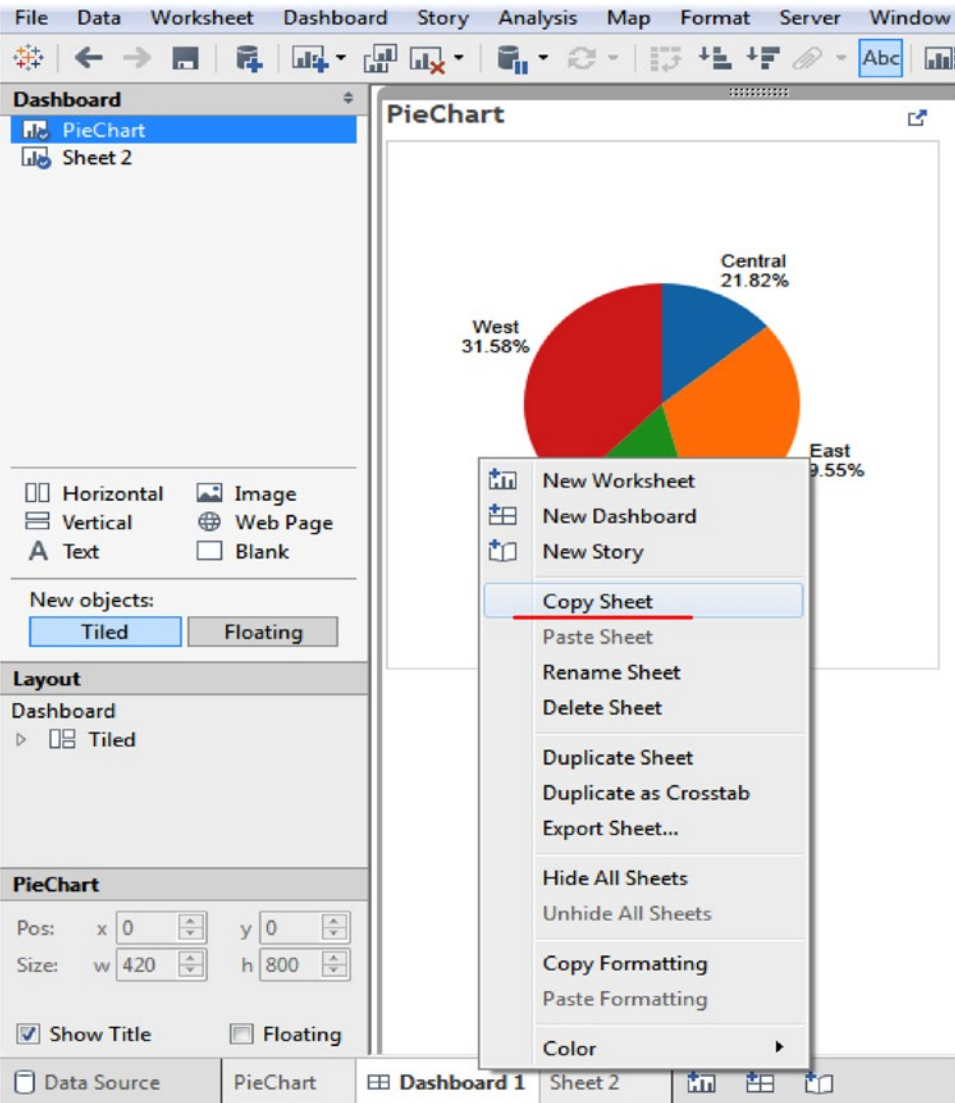 File Data Worksheet Dashboard Story Analysis Map Format Server Window
Abc
Dashboard
PieChart
Sheet 2
Horizontal Image
Vertical Web Page
A Text Blank
New objects:
Tiled Floating
Layout
Dashboard
Tiled
PieChart
Pos: x 0 y 0
Size: w 420 h 800
Show Title Floating
PieChart
Central
21.82%
West
31.58%
East
9.55%
New Worksheet
New Dashboard
New Story
Copy Sheet
Paste Sheet
Rename Sheet
Delete Sheet
Duplicate Sheet
Duplicate as Crosstab
Export Sheet...
Hide All Sheets
Unhide All Sheets
Copy Formatting
Paste Formatting
Color
Data Source PieChart Dashboard 1 Sheet 2